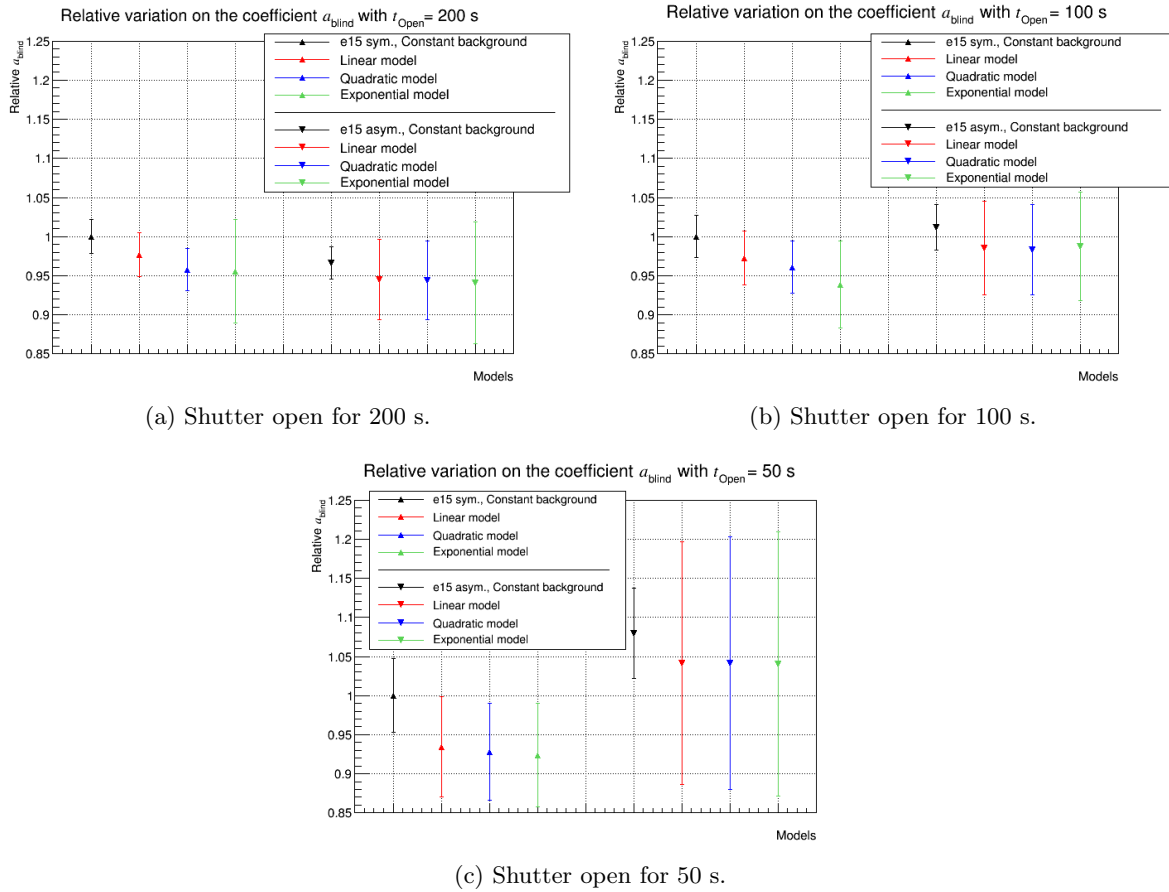 Relative variation on the coefficient a_blind with t_Open = 200 s
Relative a_blind
1.25
1.2
1.15
1.1
1.05
1
0.95
0.9
0.85
e15 sym., Constant background
Linear model
Quadratic model
Exponential model
e15 asym., Constant background
Linear model
Quadratic model
Exponential model
Models
(a) Shutter open for 200 s.
Relative variation on the coefficient a_blind with t_Open = 100 s
Relative a_blind
1.25
1.2
1.15
1.1
1.05
1
0.95
0.9
0.85
e15 sym., Constant background
Linear model
Quadratic model
Exponential model
e15 asym., Constant background
Linear model
Quadratic model
Exponential model
Models
(b) Shutter open for 100 s.
Relative variation on the coefficient a_blind with t_Open = 50 s
Relative a_blind
1.25
1.2
1.15
1.1
1.05
1
0.95
0.9
0.85
e15 sym., Constant background
Linear model
Quadratic model
Exponential model
e15 asym., Constant background
Linear model
Quadratic model
Exponential model
Models
(c) Shutter open for 50 s.